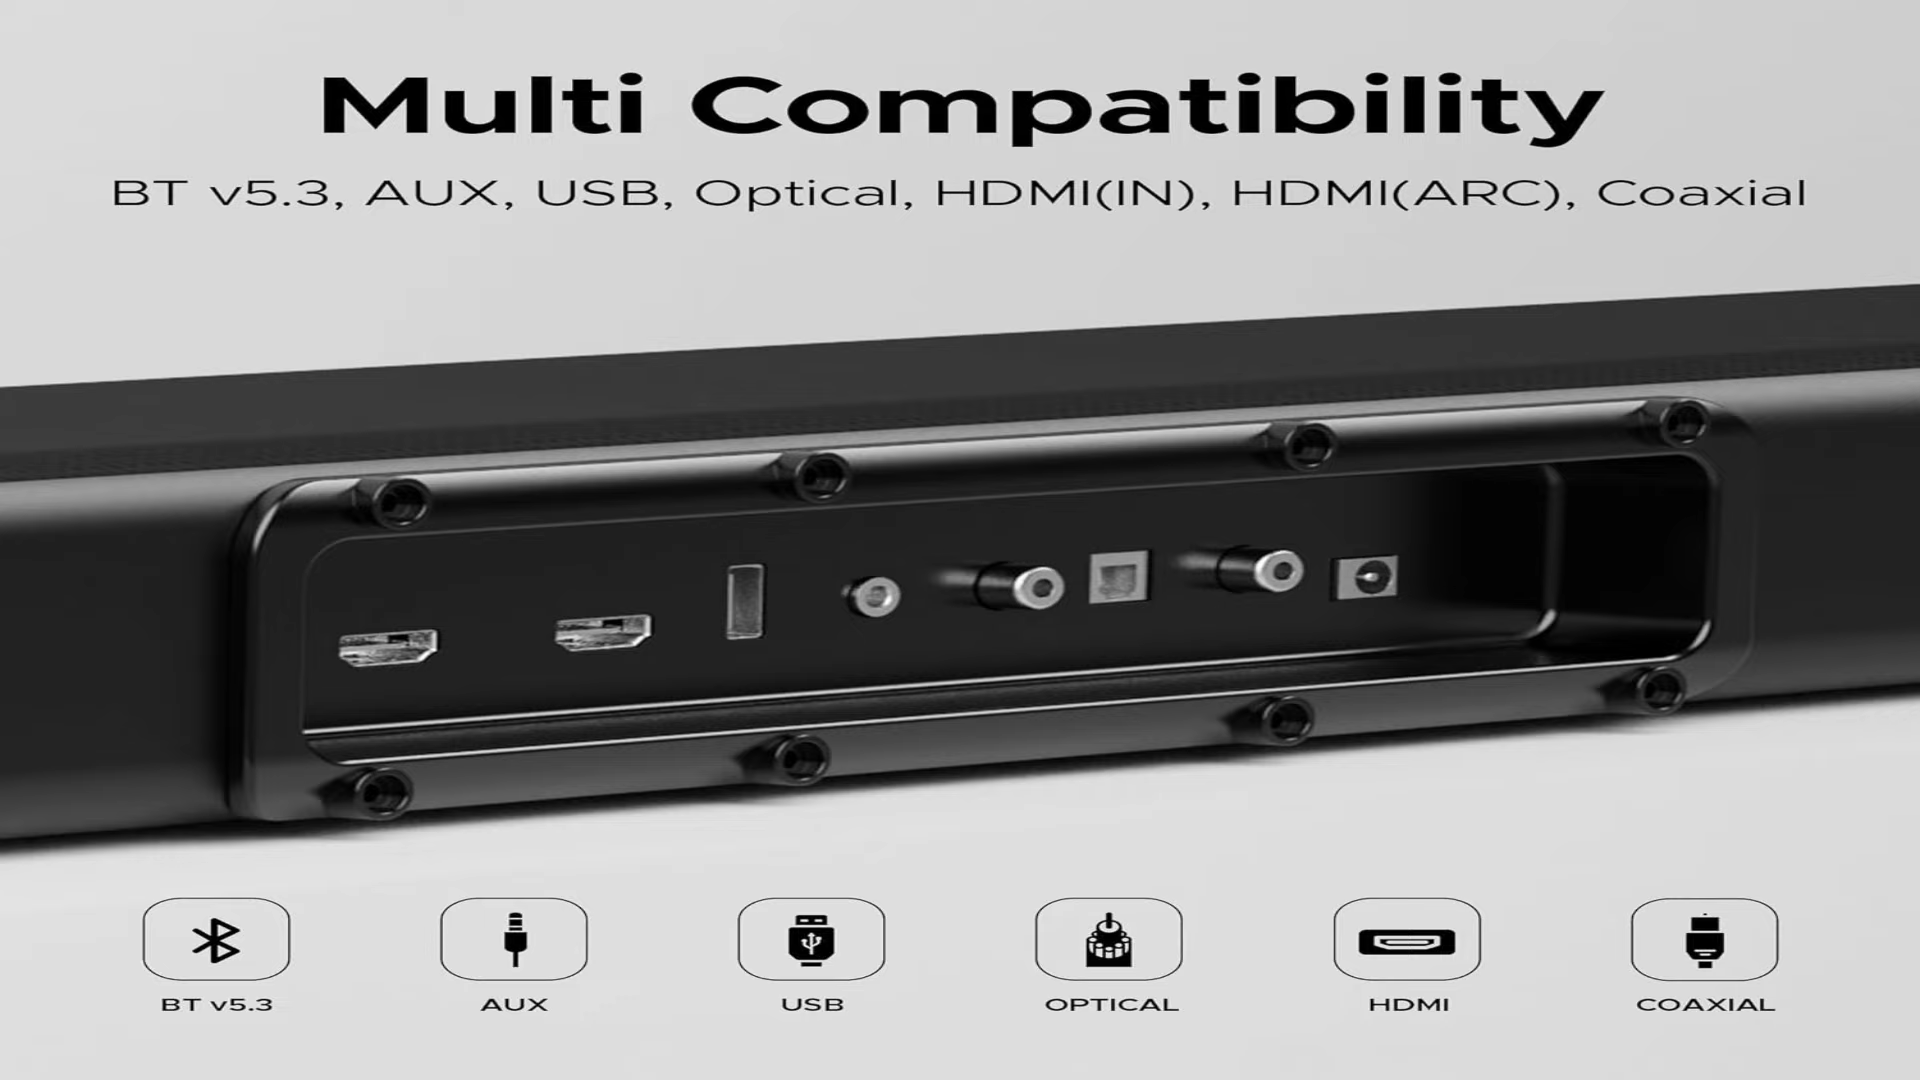 Multi Compatibility
BT v5.3, AUX, USB, Optical, HDMI(IN), HDMI(ARC), Coaxial
BT v5.3
AUX
USB
OPTICAL
HDMI
COAXIAL